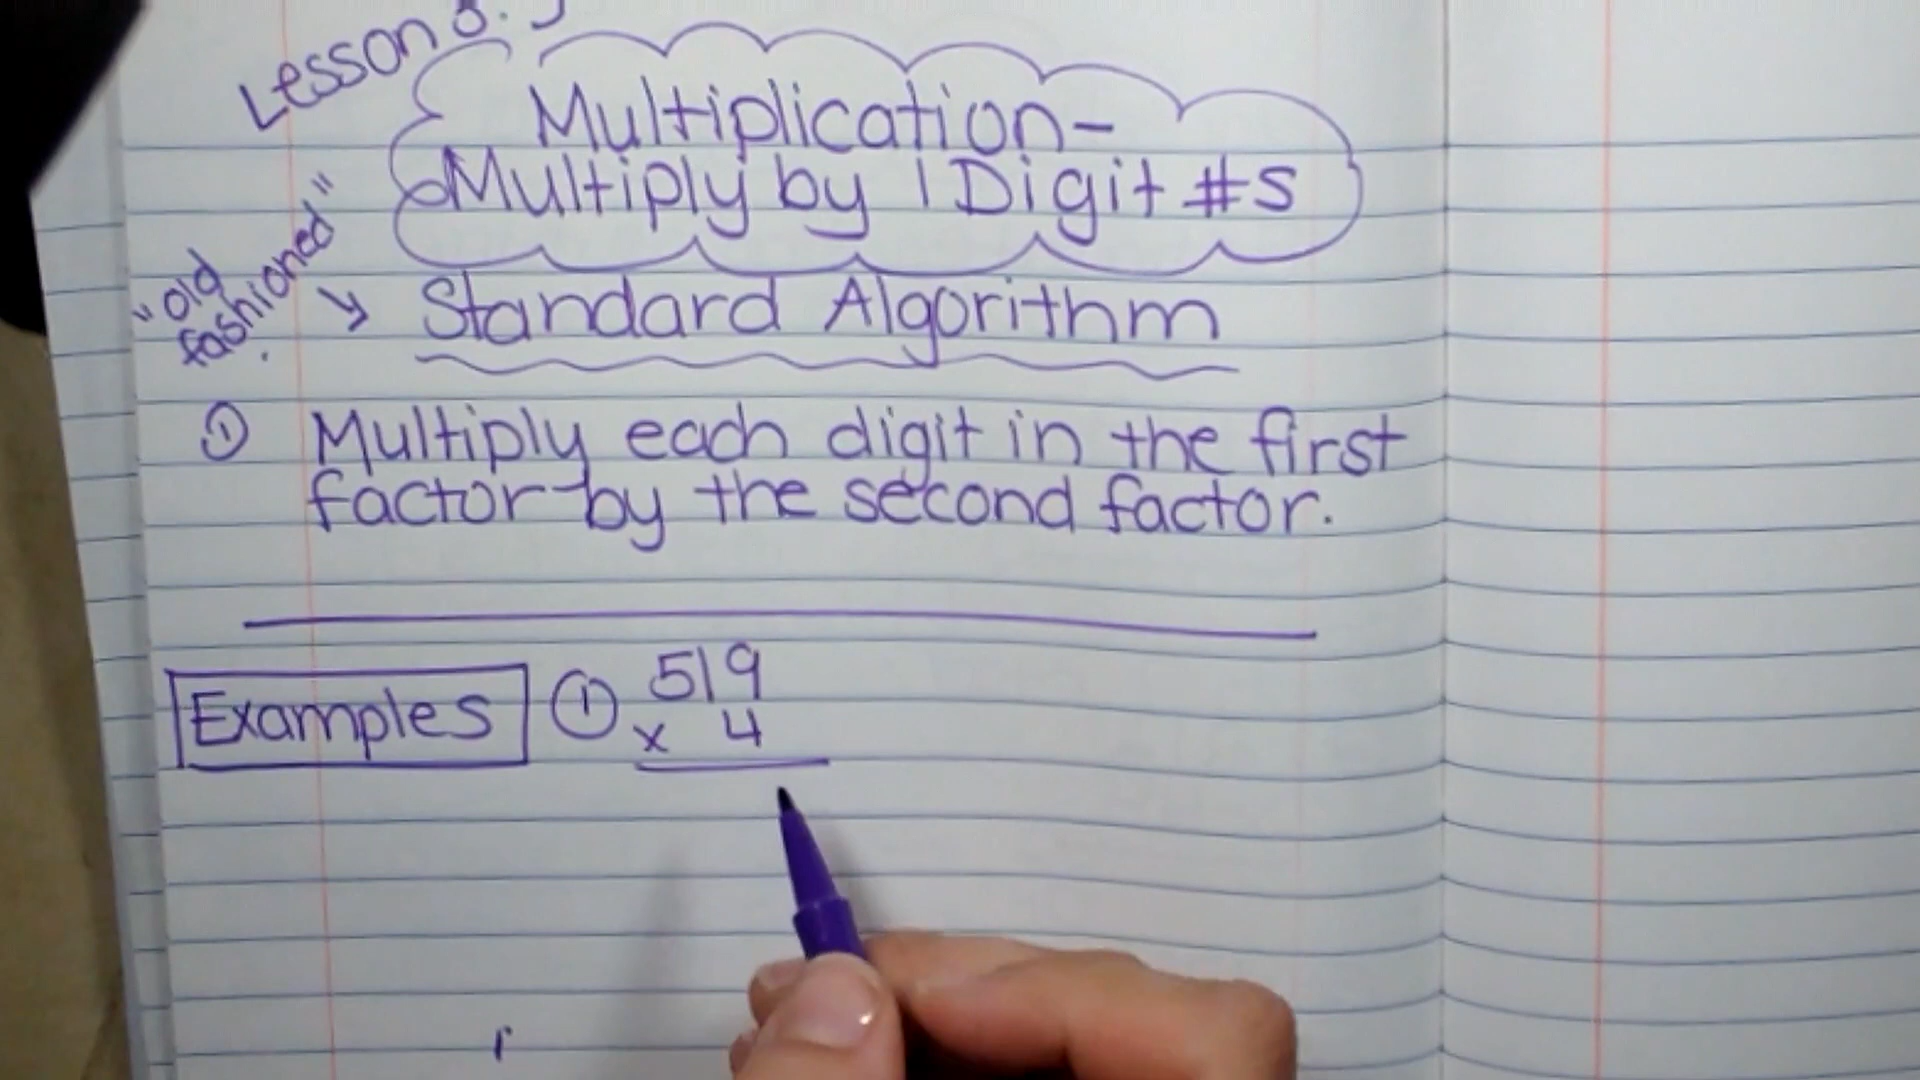 Lesson
Multiplication-
Multiply by 1 Digit #s
"old
fashioned"
Standard Algorithm
① Multiply each digit in the first
factor by the second factor.
Examples ① 519
x 4